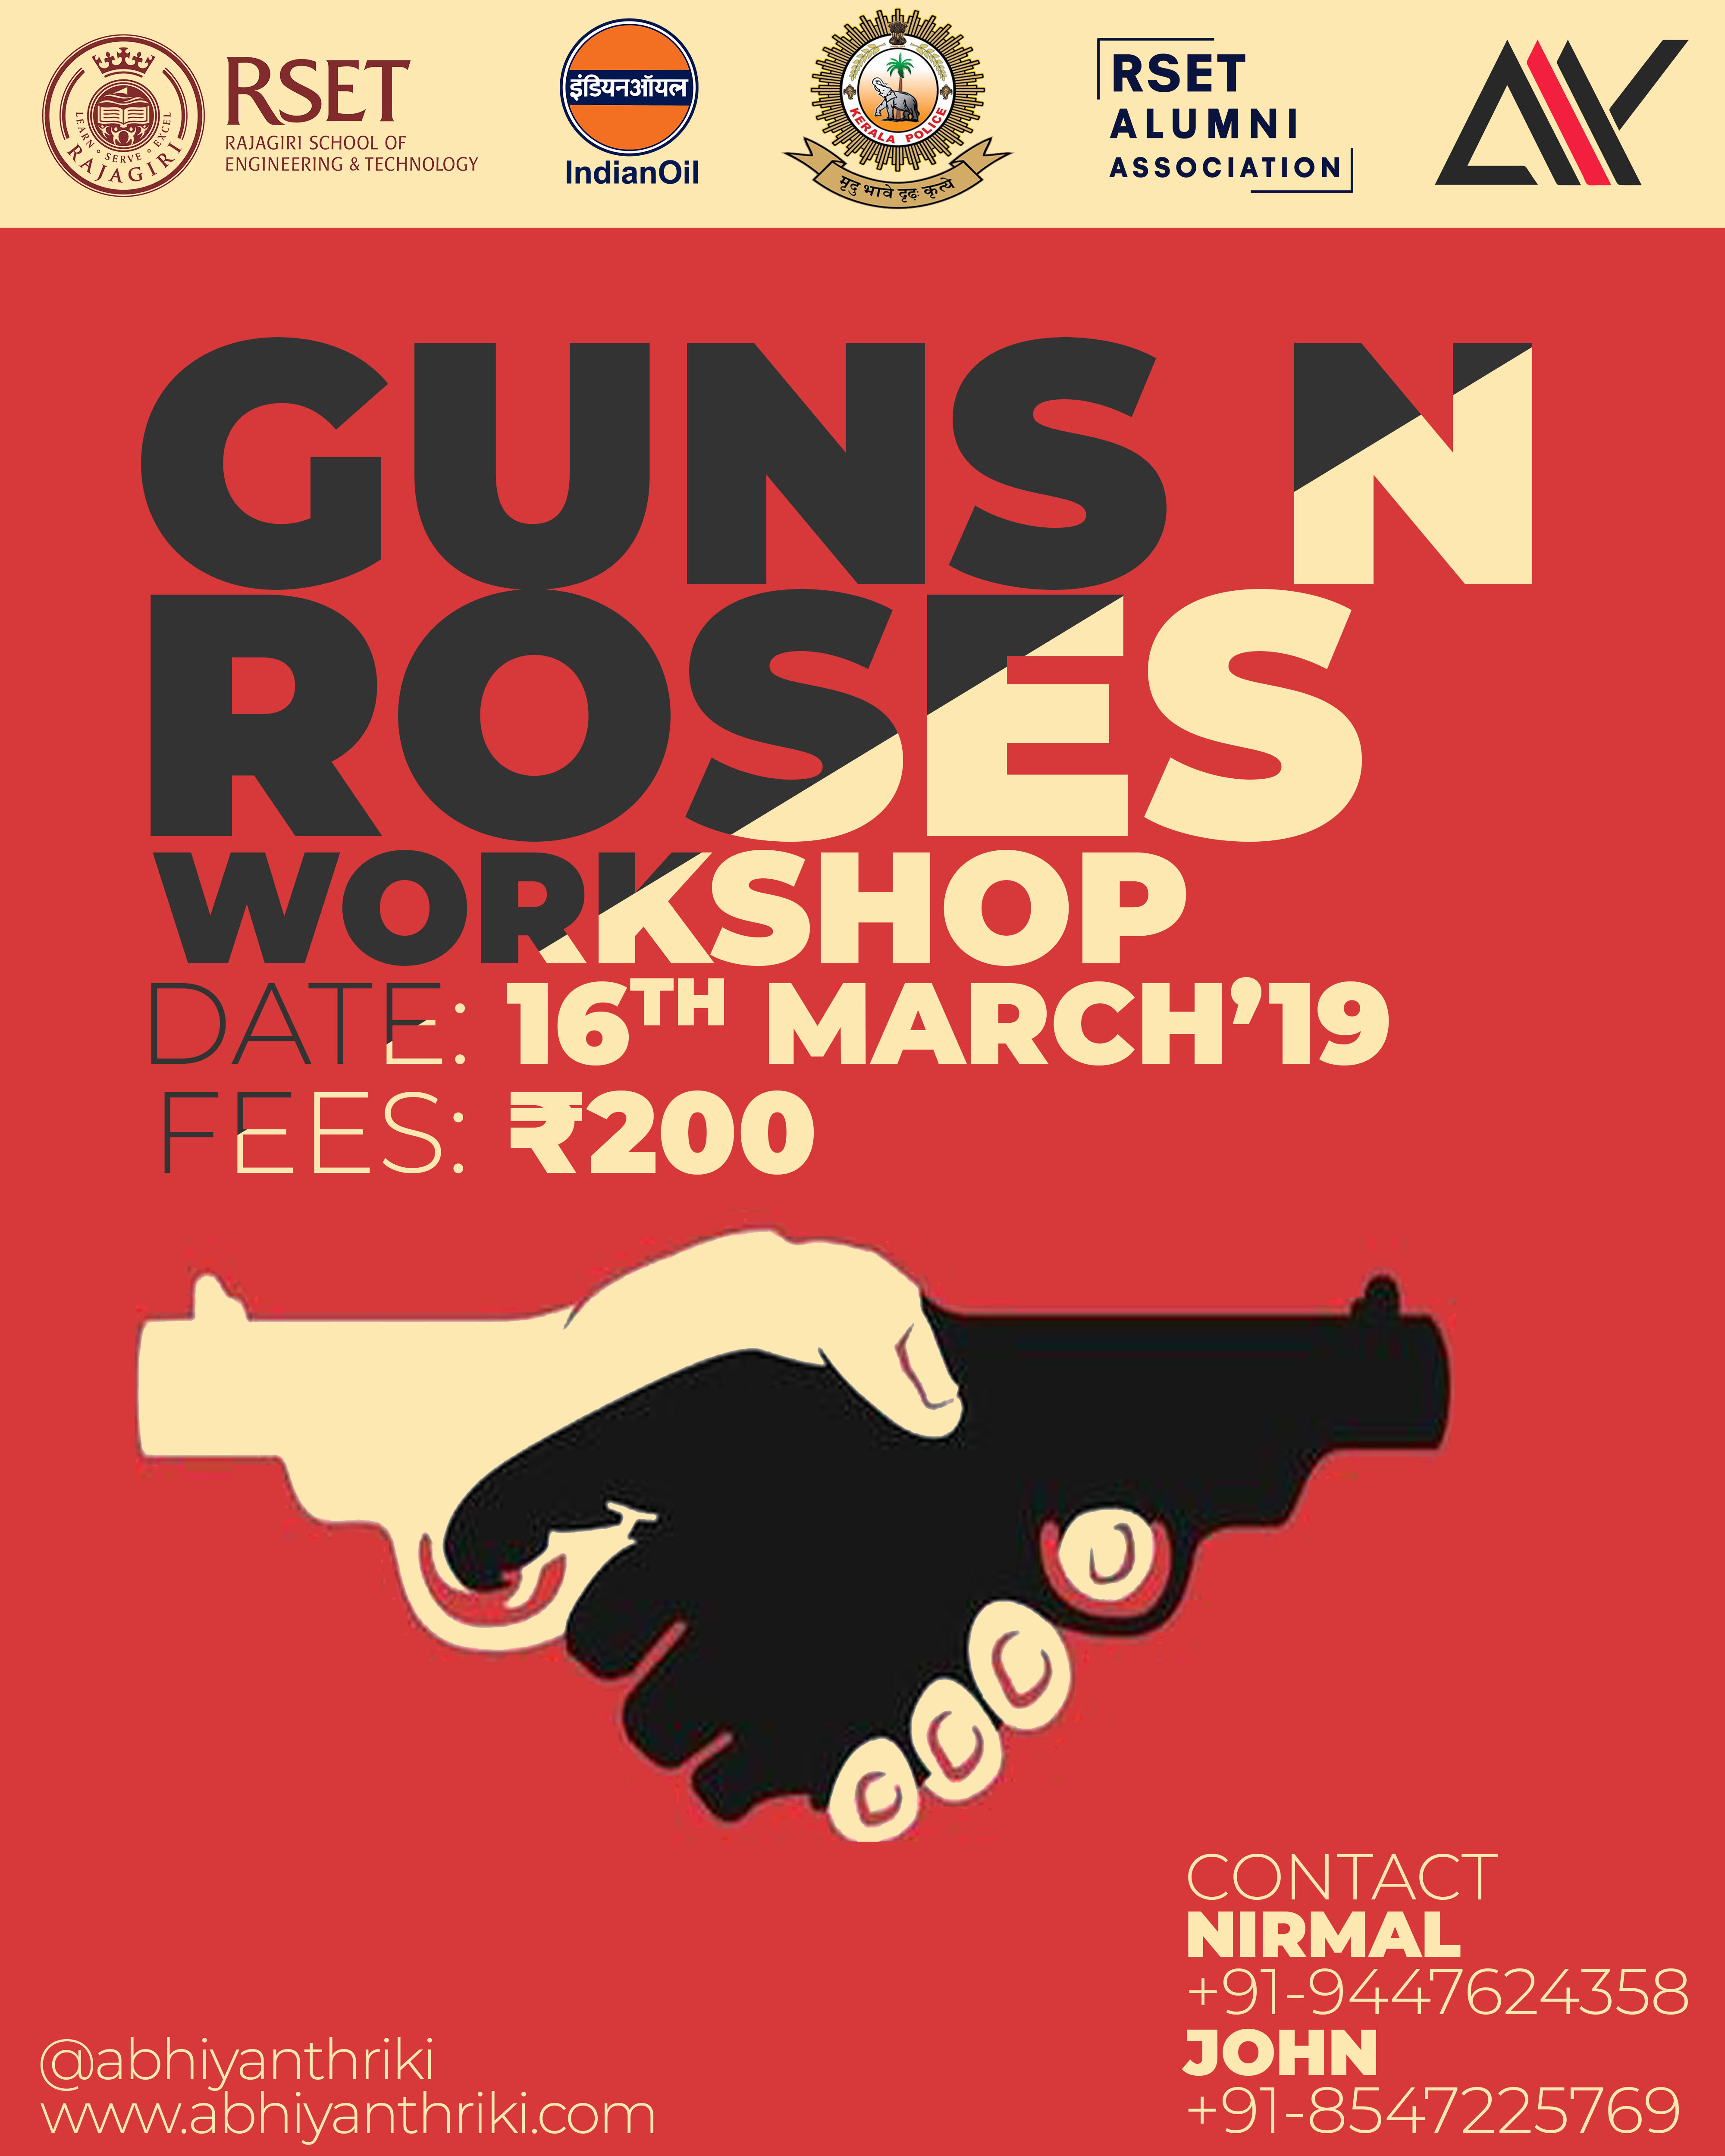 RSET
RAJAGIRI SCHOOL OF
ENGINEERING & TECHNOLOGY
LEARN • SERVE • EXCEL
RAJAGIRI
इंडियनऑयल
IndianOil
KERALA POLICE
मृदु भावे दृढः कृत्ये
RSET
ALUMNI
ASSOCIATION
GUNS N
ROSES
WORKSHOP
DATE: 16TH MARCH'19
FEES: ₹200
CONTACT
NIRMAL
+91-9447624358
JOHN
+91-8547225769
@abhiyanthriki
www.abhiyanthriki.com